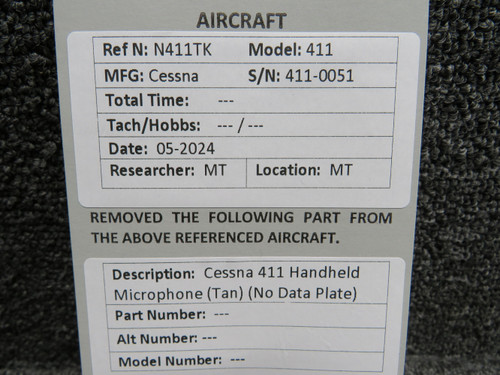 AIRCRAFT
Ref N: N411TK Model: 411
MFG: Cessna S/N: 411-0051
Total Time: ---
Tach/Hobbs: --- / ---
Date: 05-2024
Researcher: MT Location: MT
REMOVED THE FOLLOWING PART FROM
THE ABOVE REFERENCED AIRCRAFT.
Description: Cessna 411 Handheld
Microphone (Tan) (No Data Plate)
Part Number: ---
Alt Number: ---
Model Number: ---